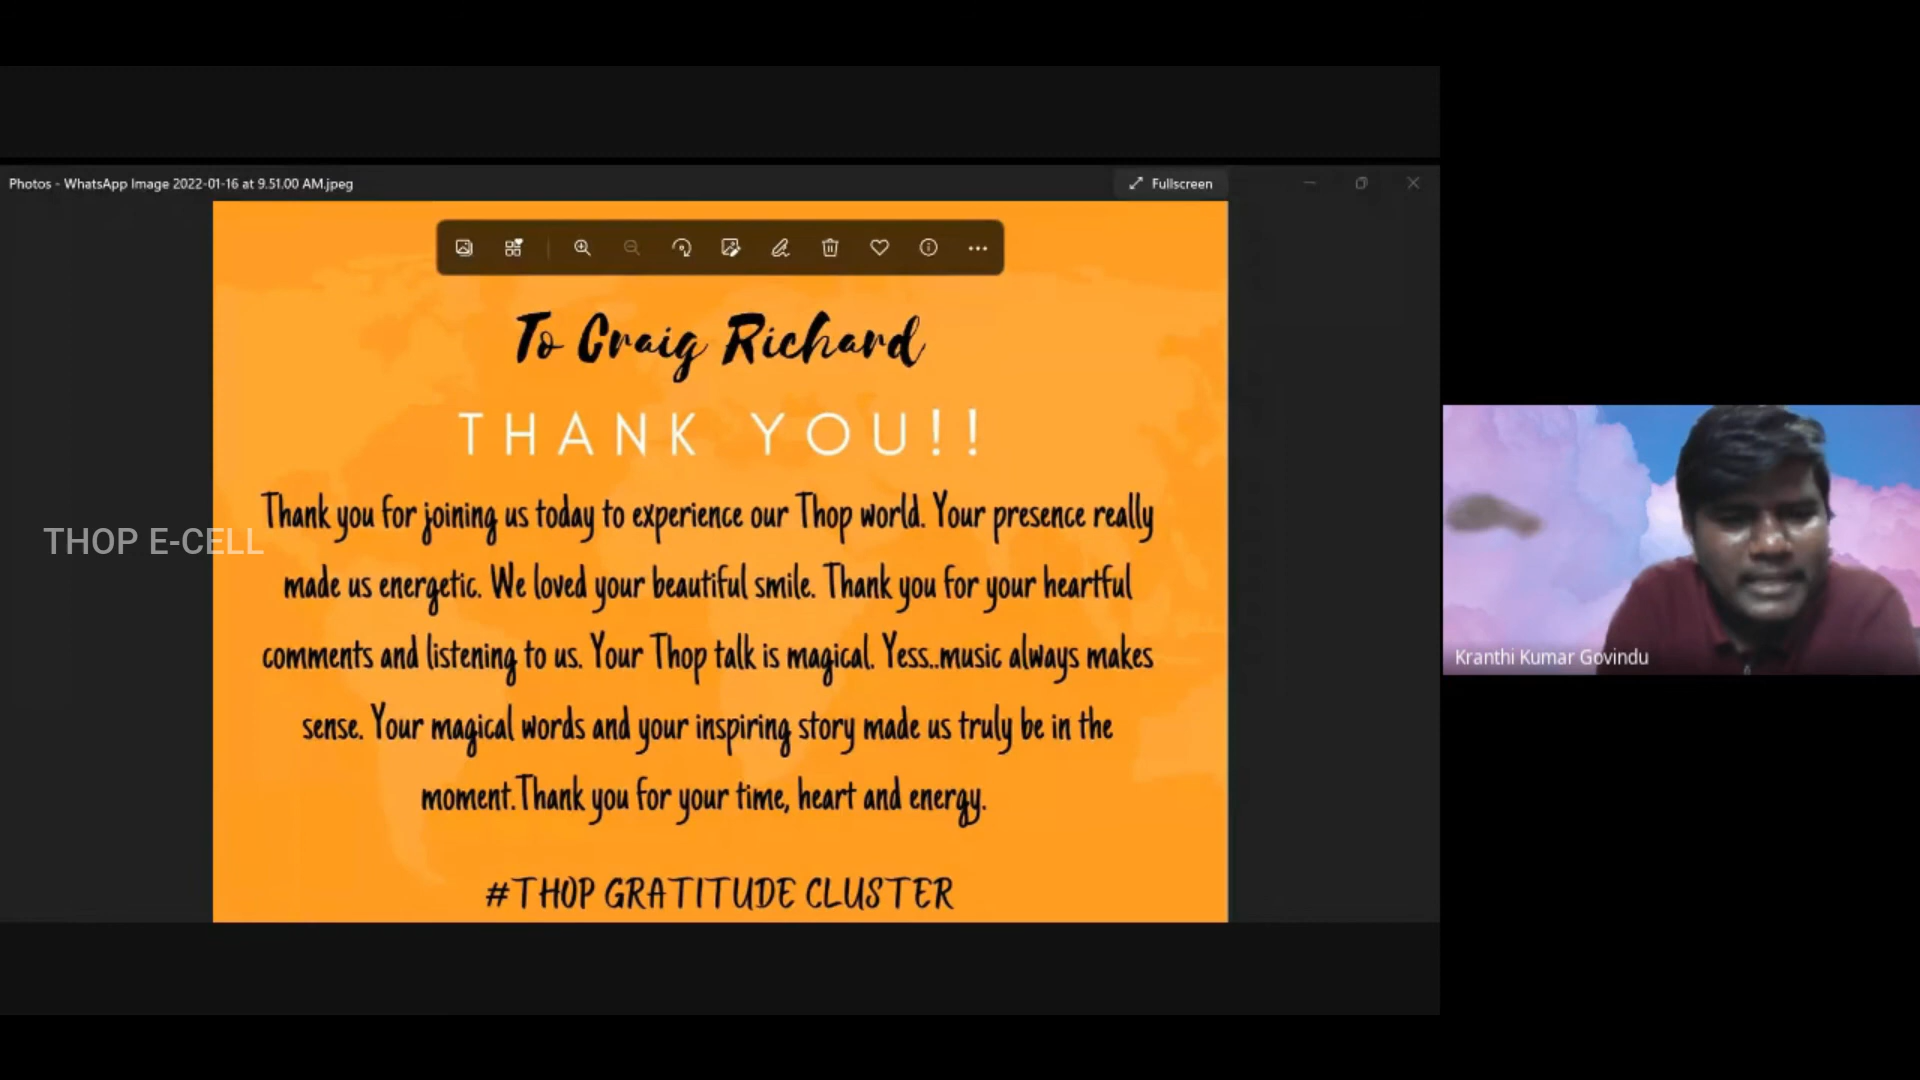 Photos - WhatsApp Image 2022-01-16 at 9.51.00 AM.jpeg
Fullscreen
To Craig Richard
THANK YOU!!
Thank you for joining us today to experience our Thop world. Your presence really
made us energetic. We loved your beautiful smile. Thank you for your heartful
comments and listening to us. Your Thop talk is magical. Yess..music always makes
sense. Your magical words and your inspiring story made us truly be in the
moment.Thank you for your time, heart and energy.
#THOP GRATITUDE CLUSTER
THOP E-CELL
Kranthi Kumar Govindu